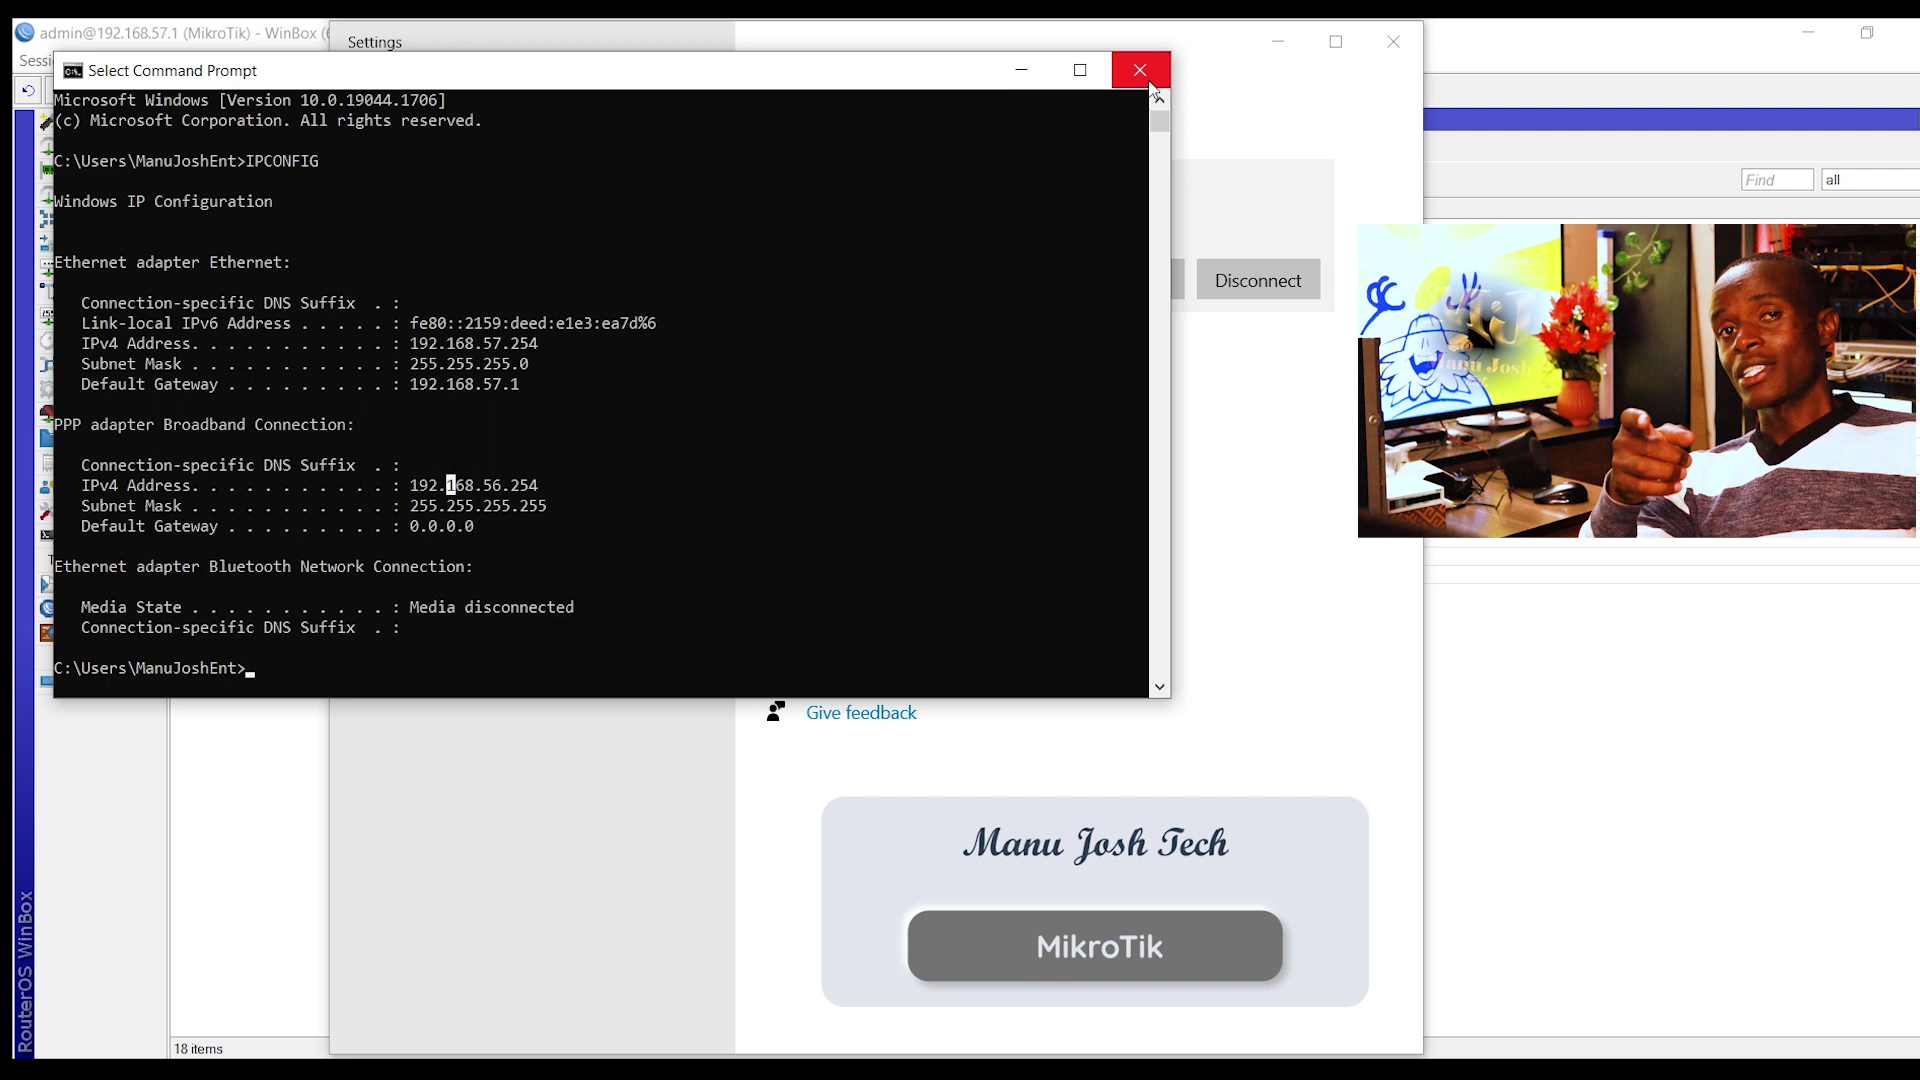 admin@192.168.57.1 (MikroTik) - WinBox (6
Settings
Sessi
Select Command Prompt
Microsoft Windows [Version 10.0.19044.1706]
(c) Microsoft Corporation. All rights reserved.
C:\Users\ManuJoshEnt>IPCONFIG
Windows IP Configuration
Ethernet adapter Ethernet:
Connection-specific DNS Suffix . :
Link-local IPv6 Address . . . . . : fe80::2159:deed:e1e3:ea7d%6
IPv4 Address. . . . . . . . . . . : 192.168.57.254
Subnet Mask . . . . . . . . . . . : 255.255.255.0
Default Gateway . . . . . . . . . : 192.168.57.1
PPP adapter Broadband Connection:
Connection-specific DNS Suffix . :
IPv4 Address. . . . . . . . . . . : 192.168.56.254
Subnet Mask . . . . . . . . . . . : 255.255.255.255
Default Gateway . . . . . . . . . : 0.0.0.0
Ethernet adapter Bluetooth Network Connection:
Media State . . . . . . . . . . . : Media disconnected
Connection-specific DNS Suffix . :
C:\Users\ManuJoshEnt>
Find
all
Disconnect
Manu Josh
Give feedback
Manu Josh Tech
MikroTik
RouterOS WinBox
18 items